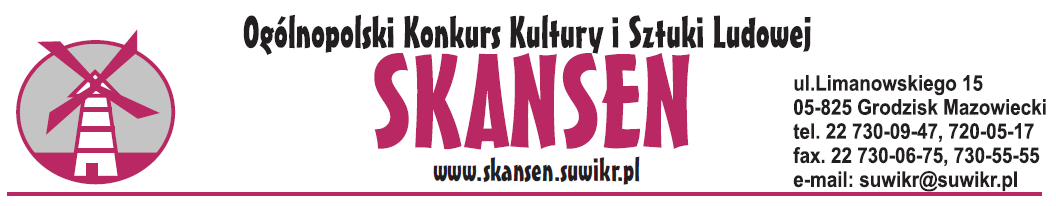 Ogólnopolski Konkurs Kultury i Sztuki Ludowej
SKANSEN
www.skansen.suwikr.pl
ul.Limanowskiego 15
05-825 Grodzisk Mazowiecki
tel. 22 730-09-47, 720-05-17
fax. 22 730-06-75, 730-55-55
e-mail: suwikr@suwikr.pl